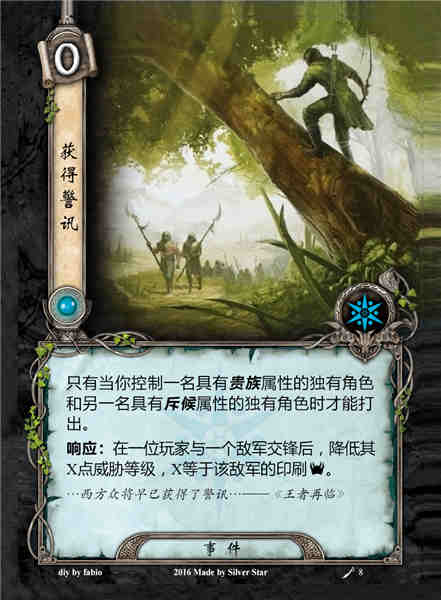 0
获得警讯
只有当你控制一名具有贵族属性的独有角色
和另一名具有斥候属性的独有角色时才能打
出。
响应：在一位玩家与一个敌军交锋后，降低其
X点威胁等级，X等于该敌军的印刷。
…西方众将早已获得了警讯…——《王者再临》
事件
diy by fabio 2016 Made by Silver Star 8